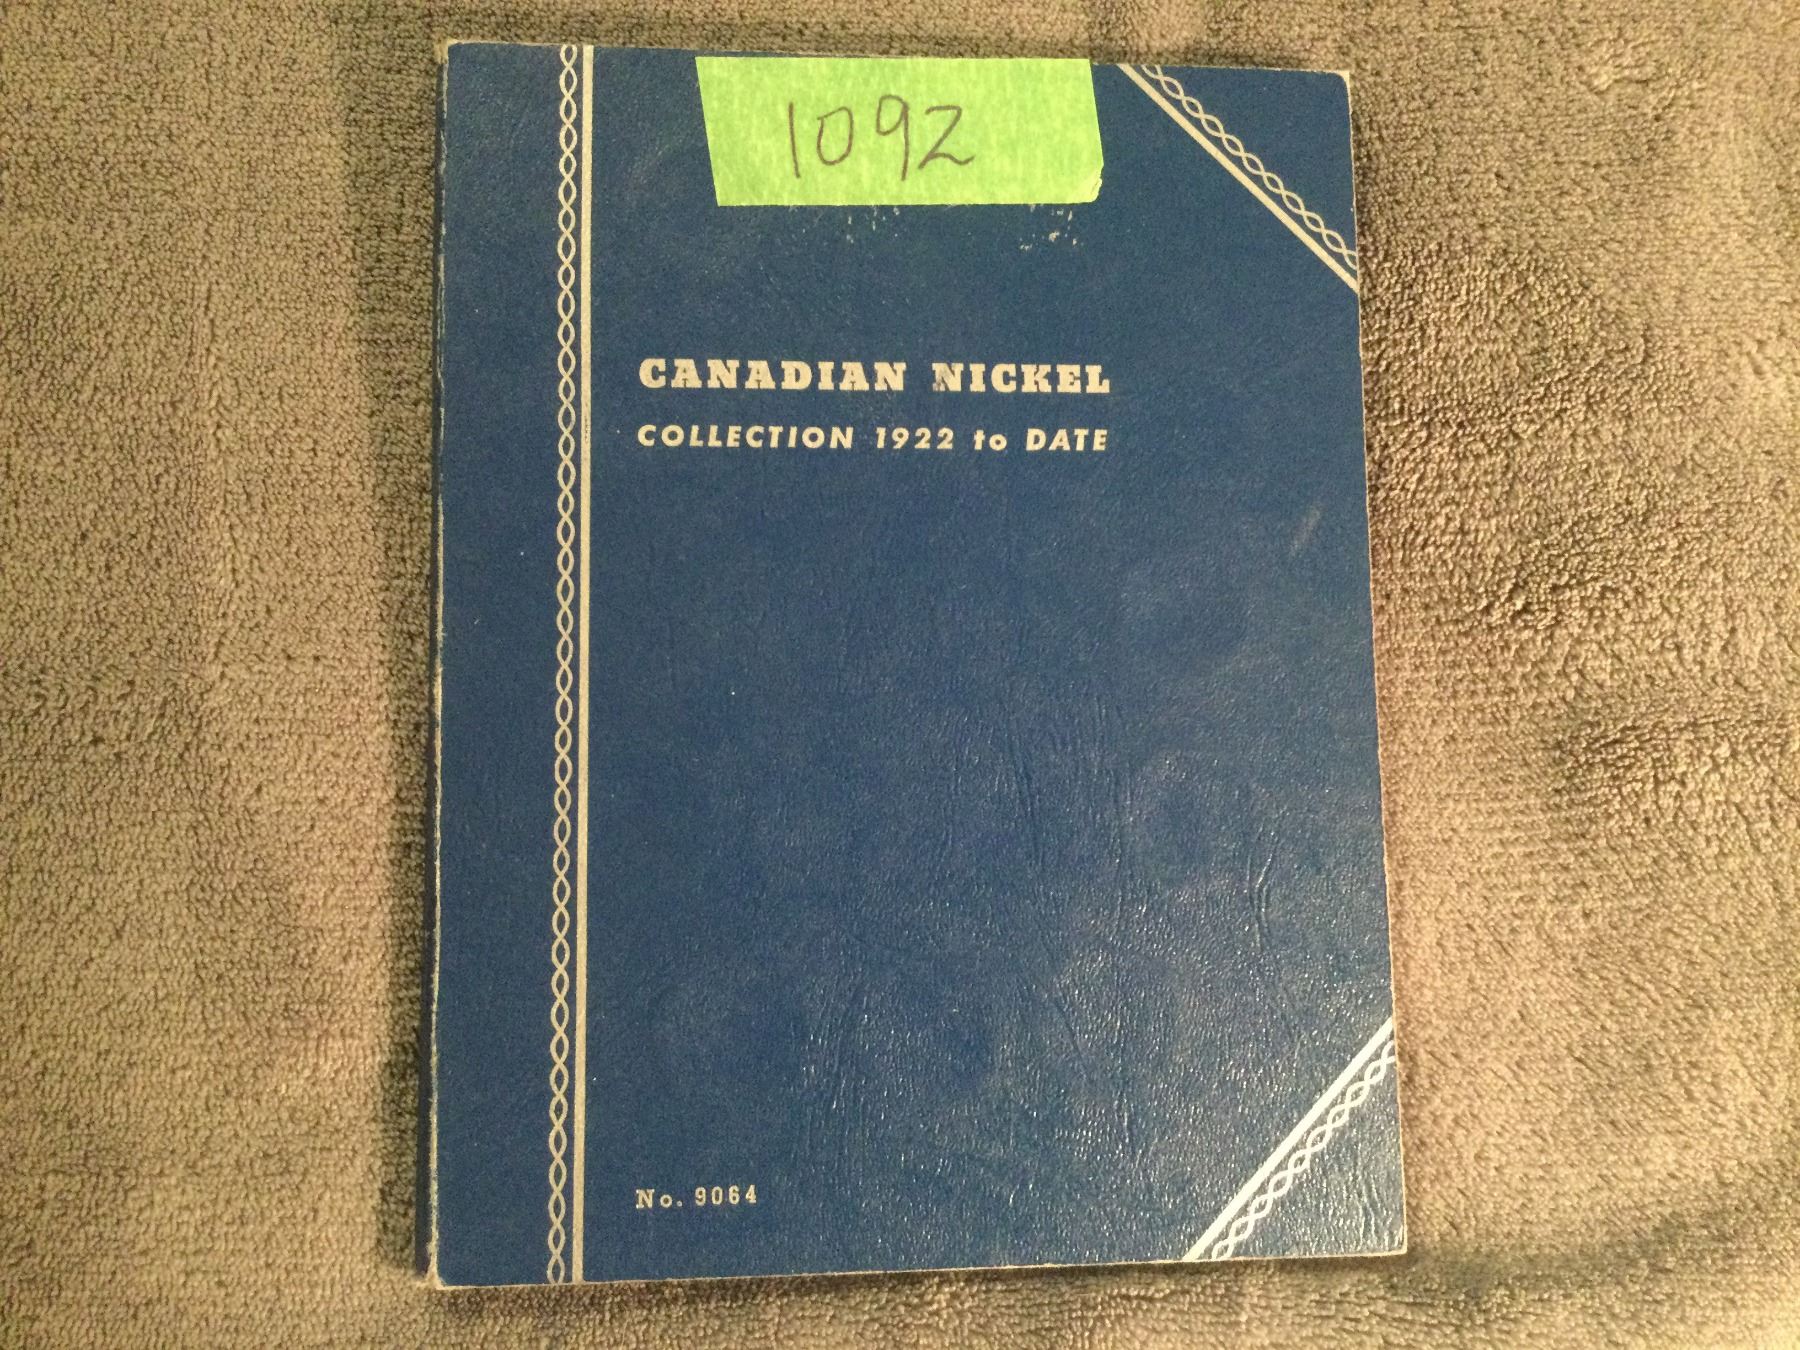 1092
CANADIAN NICKEL
COLLECTION 1922 to DATE
No. 9064